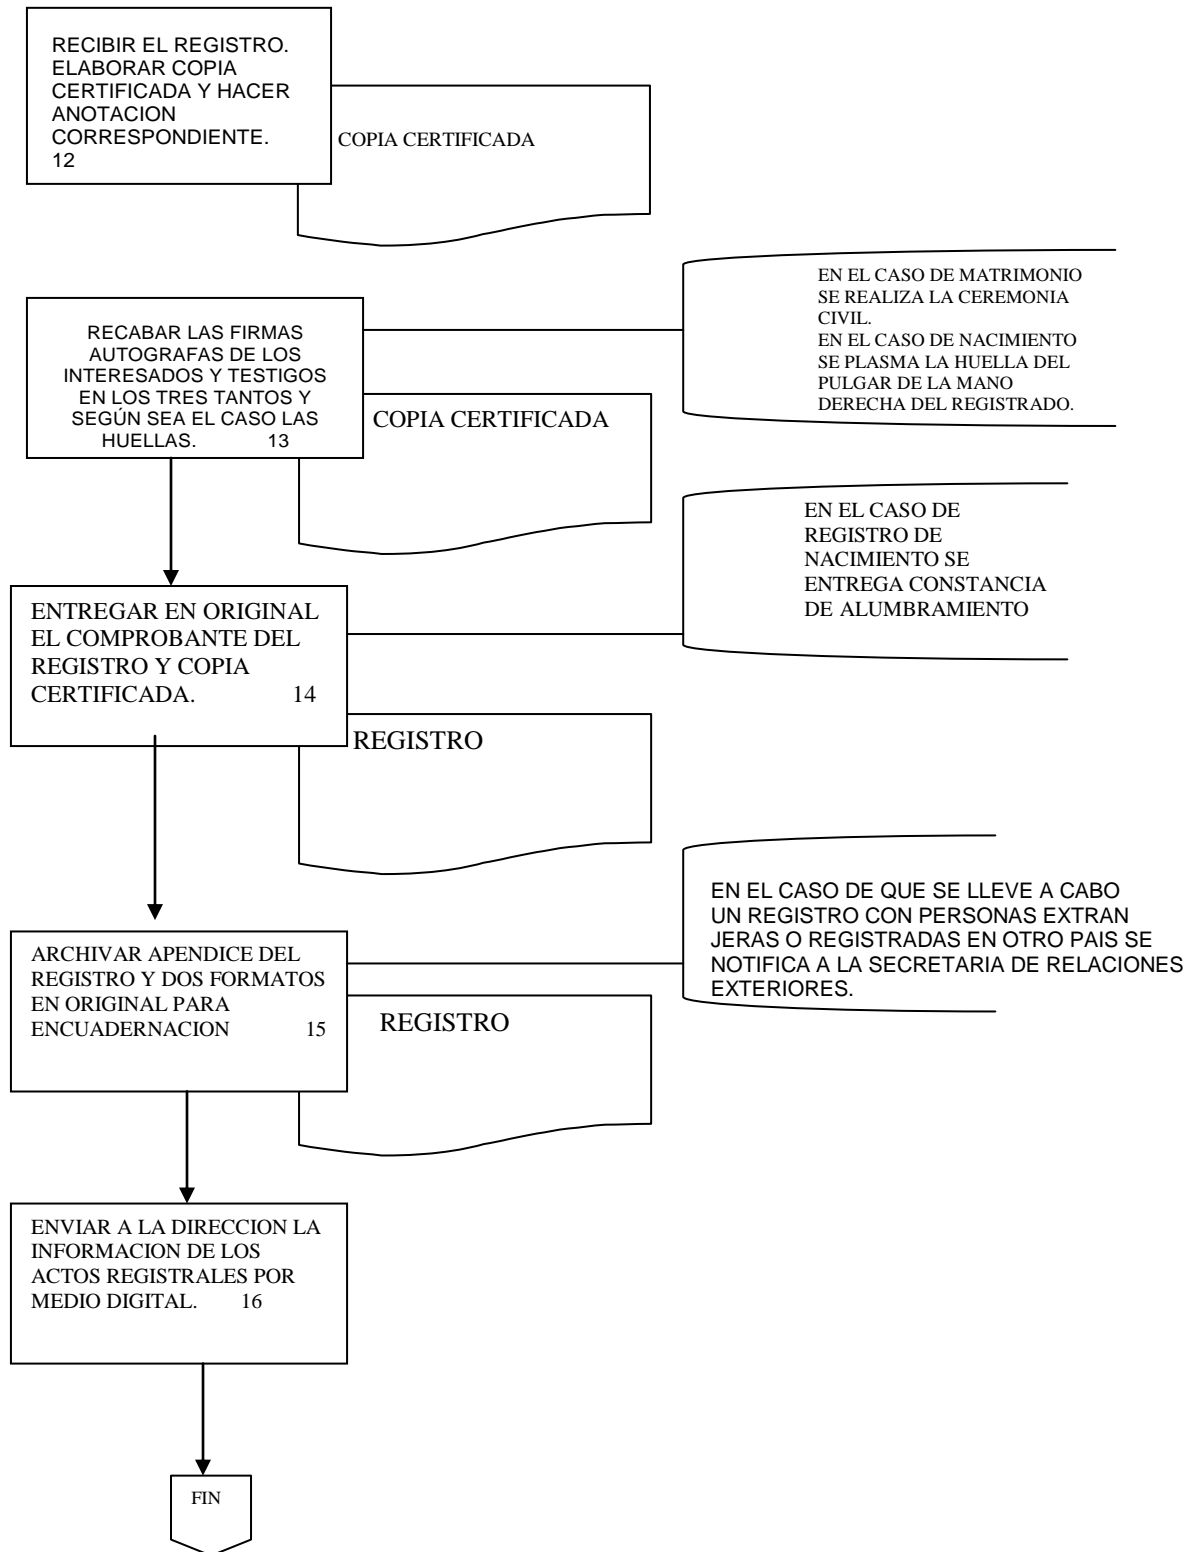 RECIBIR EL REGISTRO.
ELABORAR COPIA
CERTIFICADA Y HACER
ANOTACION
CORRESPONDIENTE.
12
COPIA CERTIFICADA
RECABAR LAS FIRMAS
AUTOGRAFAS DE LOS
INTERESADOS Y TESTIGOS
EN LOS TRES TANTOS Y
SEGÚN SEA EL CASO LAS
HUELLAS. 13
COPIA CERTIFICADA
EN EL CASO DE MATRIMONIO
SE REALIZA LA CEREMONIA
CIVIL.
EN EL CASO DE NACIMIENTO
SE PLASMA LA HUELLA DEL
PULGAR DE LA MANO
DERECHA DEL REGISTRADO.
ENTREGAR EN ORIGINAL
EL COMPROBANTE DEL
REGISTRO Y COPIA
CERTIFICADA. 14
REGISTRO
EN EL CASO DE
REGISTRO DE
NACIMIENTO SE
ENTREGA CONSTANCIA
DE ALUMBRAMIENTO
ARCHIVAR APENDICE DEL
REGISTRO Y DOS FORMATOS
EN ORIGINAL PARA
ENCUADERNACION 15
REGISTRO
EN EL CASO DE QUE SE LLEVE A CABO
UN REGISTRO CON PERSONAS EXTRAN
JERAS O REGISTRADAS EN OTRO PAIS SE
NOTIFICA A LA SECRETARIA DE RELACIONES
EXTERIORES.
ENVIAR A LA DIRECCION LA
INFORMACION DE LOS
ACTOS REGISTRALES POR
MEDIO DIGITAL. 16
FIN